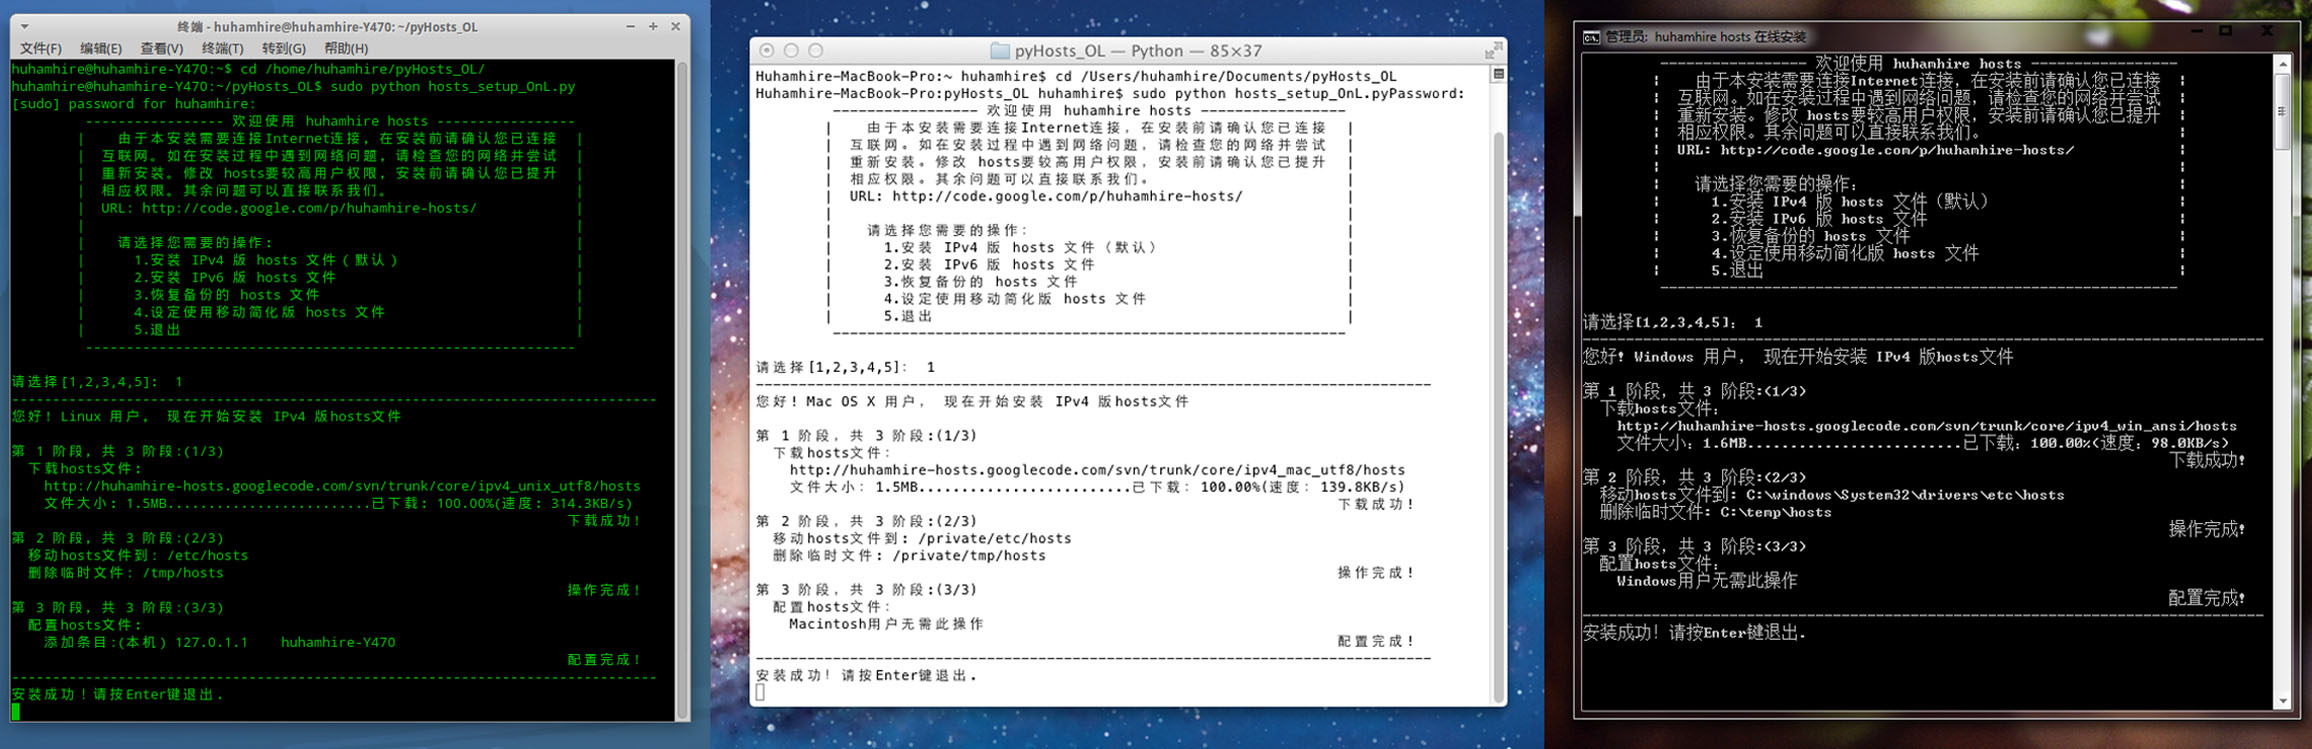 终端 - huhamhire@huhamhire-Y470: ~/pyHosts_OL
文件(F) 编辑(E) 查看(V) 终端(T) 转到(G) 帮助(H)
huhamhire@huhamhire-Y470:~$ cd /home/huhamhire/pyHosts_OL/
huhamhire@huhamhire-Y470:~/pyHosts_OL$ sudo python hosts_setup_OnL.py
[sudo] password for huhamhire:
----------------- 欢迎使用 huhamhire hosts -----------------
| 由于本安装需要连接Internet连接，在安装前请确认您已连接 |
| 互联网。如在安装过程中遇到网络问题，请检查您的网络并尝试 |
| 重新安装。修改 hosts要较高用户权限，安装前请确认您已提升 |
| 相应权限。其余问题可以直接联系我们。 |
| URL: http://code.google.com/p/huhamhire-hosts/ |
| |
| 请选择您需要的操作： |
| 1.安装 IPv4 版 hosts 文件（默认） |
| 2.安装 IPv6 版 hosts 文件 |
| 3.恢复备份的 hosts 文件 |
| 4.设定使用移动简化版 hosts 文件 |
| 5.退出 |
------------------------------------------------------------
请选择[1,2,3,4,5]： 1
-------------------------------------------------------------------------------
您好！Linux 用户， 现在开始安装 IPv4 版hosts文件
第 1 阶段，共 3 阶段:(1/3)
下载hosts文件：
http://huhamhire-hosts.googlecode.com/svn/trunk/core/ipv4_unix_utf8/hosts
文件大小：1.5MB.........................已下载：100.00%(速度：314.3KB/s)
下载成功！
第 2 阶段，共 3 阶段:(2/3)
移动hosts文件到：/etc/hosts
删除临时文件：/tmp/hosts
操作完成！
第 3 阶段，共 3 阶段:(3/3)
配置hosts文件：
添加条目:(本机) 127.0.1.1 huhamhire-Y470
配置完成！
-------------------------------------------------------------------------------
安装成功！请按Enter键退出.
pyHosts_OL — Python — 85×37
Huhamhire-MacBook-Pro:~ huhamhire$ cd /Users/huhamhire/Documents/pyHosts_OL
Huhamhire-MacBook-Pro:pyHosts_OL huhamhire$ sudo python hosts_setup_OnL.pyPassword:
----------------- 欢迎使用 huhamhire hosts -----------------
| 由于本安装需要连接Internet连接，在安装前请确认您已连接 |
| 互联网。如在安装过程中遇到网络问题，请检查您的网络并尝试 |
| 重新安装。修改 hosts要较高用户权限，安装前请确认您已提升 |
| 相应权限。其余问题可以直接联系我们。 |
| URL: http://code.google.com/p/huhamhire-hosts/ |
| |
| 请选择您需要的操作： |
| 1.安装 IPv4 版 hosts 文件（默认） |
| 2.安装 IPv6 版 hosts 文件 |
| 3.恢复备份的 hosts 文件 |
| 4.设定使用移动简化版 hosts 文件 |
| 5.退出 |
------------------------------------------------------------
请选择[1,2,3,4,5]： 1
-------------------------------------------------------------------------------
您好！Mac OS X 用户， 现在开始安装 IPv4 版hosts文件
第 1 阶段，共 3 阶段:(1/3)
下载hosts文件：
http://huhamhire-hosts.googlecode.com/svn/trunk/core/ipv4_mac_utf8/hosts
文件大小：1.5MB.........................已下载：100.00%(速度：139.8KB/s)
下载成功！
第 2 阶段，共 3 阶段:(2/3)
移动hosts文件到：/private/etc/hosts
删除临时文件：/private/tmp/hosts
操作完成！
第 3 阶段，共 3 阶段:(3/3)
配置hosts文件：
Macintosh用户无需此操作
配置完成！
-------------------------------------------------------------------------------
安装成功！请按Enter键退出.
管理员: huhamhire hosts 在线安装
----------------- 欢迎使用 huhamhire hosts -----------------
| 由于本安装需要连接Internet连接，在安装前请确认您已连接 |
| 互联网。如在安装过程中遇到网络问题，请检查您的网络并尝试 |
| 重新安装。修改 hosts要较高用户权限，安装前请确认您已提升 |
| 相应权限。其余问题可以直接联系我们。 |
| URL: http://code.google.com/p/huhamhire-hosts/ |
| |
| 请选择您需要的操作： |
| 1.安装 IPv4 版 hosts 文件（默认） |
| 2.安装 IPv6 版 hosts 文件 |
| 3.恢复备份的 hosts 文件 |
| 4.设定使用移动简化版 hosts 文件 |
| 5.退出 |
------------------------------------------------------------
请选择[1,2,3,4,5]： 1
-------------------------------------------------------------------------------
您好！Windows 用户， 现在开始安装 IPv4 版hosts文件
第 1 阶段，共 3 阶段:(1/3)
下载hosts文件：
http://huhamhire-hosts.googlecode.com/svn/trunk/core/ipv4_win_ansi/hosts
文件大小：1.6MB.........................已下载：100.00%(速度：98.0KB/s)
下载成功！
第 2 阶段，共 3 阶段:(2/3)
移动hosts文件到：C:\windows\System32\drivers\etc\hosts
删除临时文件：C:\temp\hosts
操作完成！
第 3 阶段，共 3 阶段:(3/3)
配置hosts文件：
Windows用户无需此操作
配置完成！
-------------------------------------------------------------------------------
安装成功！请按Enter键退出.